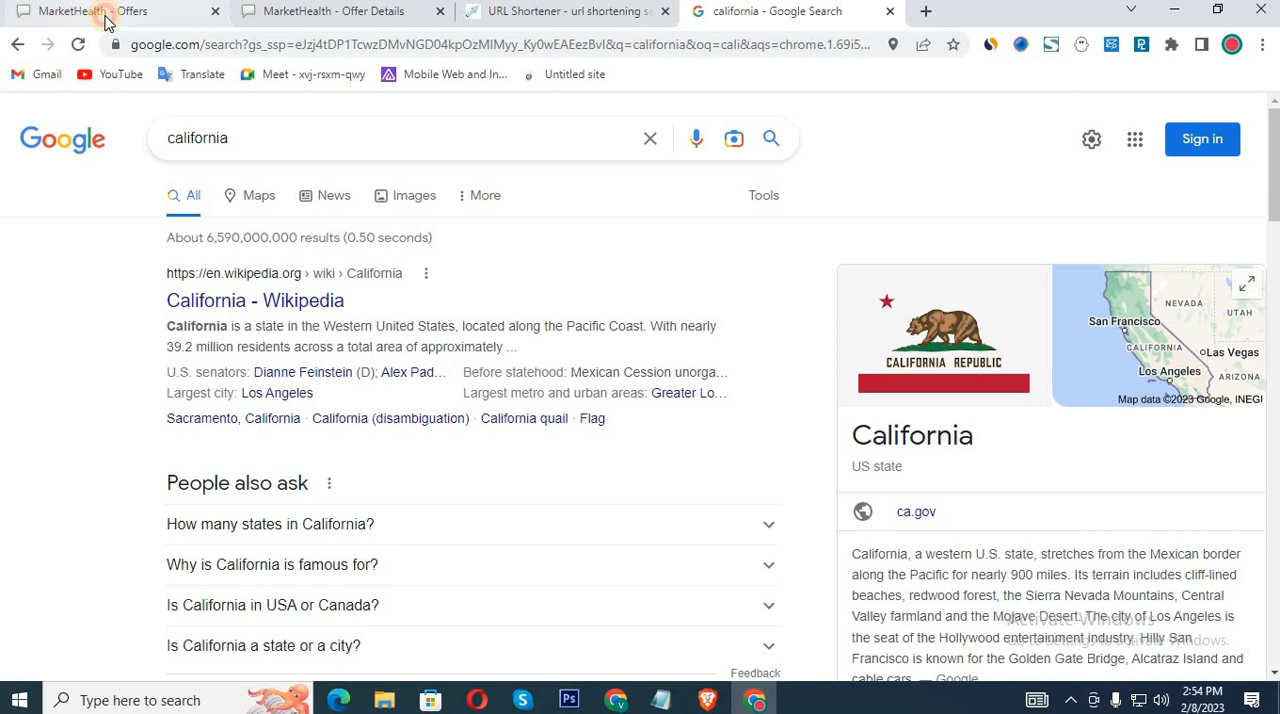 MarketHealth - Offers
MarketHealth - Offer Details
URL Shortener - url shortening se
california - Google Search
google.com/search?gs_ssp=eJzj4tDP1TcwzDMvNGD04kpOzMlMyy_Ky0wEAEezBvI&q=california&oq=cali&aqs=chrome.1.69i5...
Gmail
YouTube
Translate
Meet - xvj-rsxm-qwy
Mobile Web and In...
Untitled site
Google
california
Sign in
All
Maps
News
Images
More
Tools
About 6,590,000,000 results (0.50 seconds)
https://en.wikipedia.org › wiki › California
California - Wikipedia
California is a state in the Western United States, located along the Pacific Coast. With nearly
39.2 million residents across a total area of approximately ...
U.S. senators: Dianne Feinstein (D); Alex Pad...
Before statehood: Mexican Cession unorga...
Largest city: Los Angeles
Largest metro and urban areas: Greater Lo...
Sacramento, California · California (disambiguation) · California quail · Flag
People also ask
How many states in California?
Why is California is famous for?
Is California in USA or Canada?
Is California a state or a city?
Feedback
CALIFORNIA REPUBLIC
NEVADA
UTAH
San Francisco
CALIFORNIA
Las Vegas
Los Angeles
ARIZONA
Map data ©2023 Google, INEGI
California
US state
ca.gov
California, a western U.S. state, stretches from the Mexican border
along the Pacific for nearly 900 miles. Its terrain includes cliff-lined
beaches, redwood forest, the Sierra Nevada Mountains, Central
Valley farmland and the Mojave Desert. The city of Los Angeles is
the seat of the Hollywood entertainment industry. Hilly San
Francisco is known for the Golden Gate Bridge, Alcatraz Island and
cable cars. — Google
Activate Windows
Go to Settings to activate Windows.
Type here to search
2:54 PM
2/8/2023